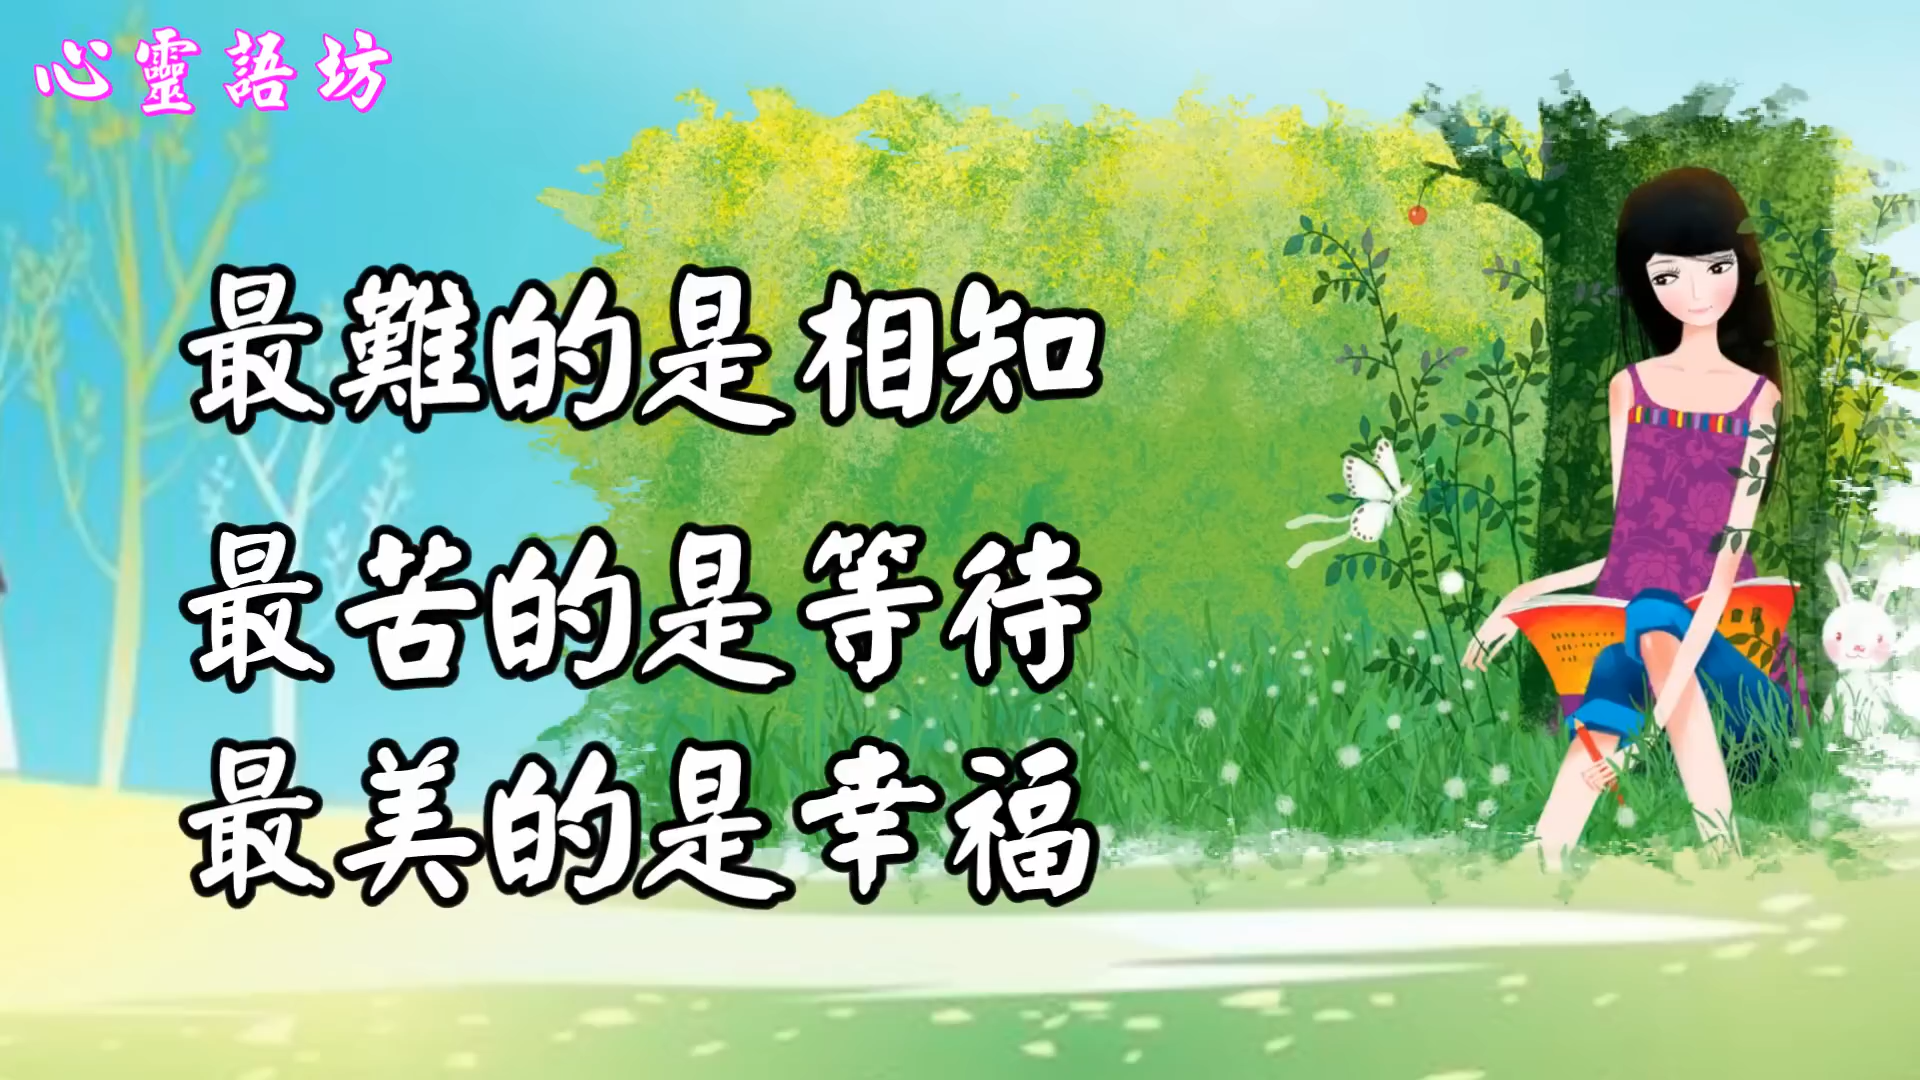 心靈語坊
最難的是相知
最苦的是等待
最美的是幸福